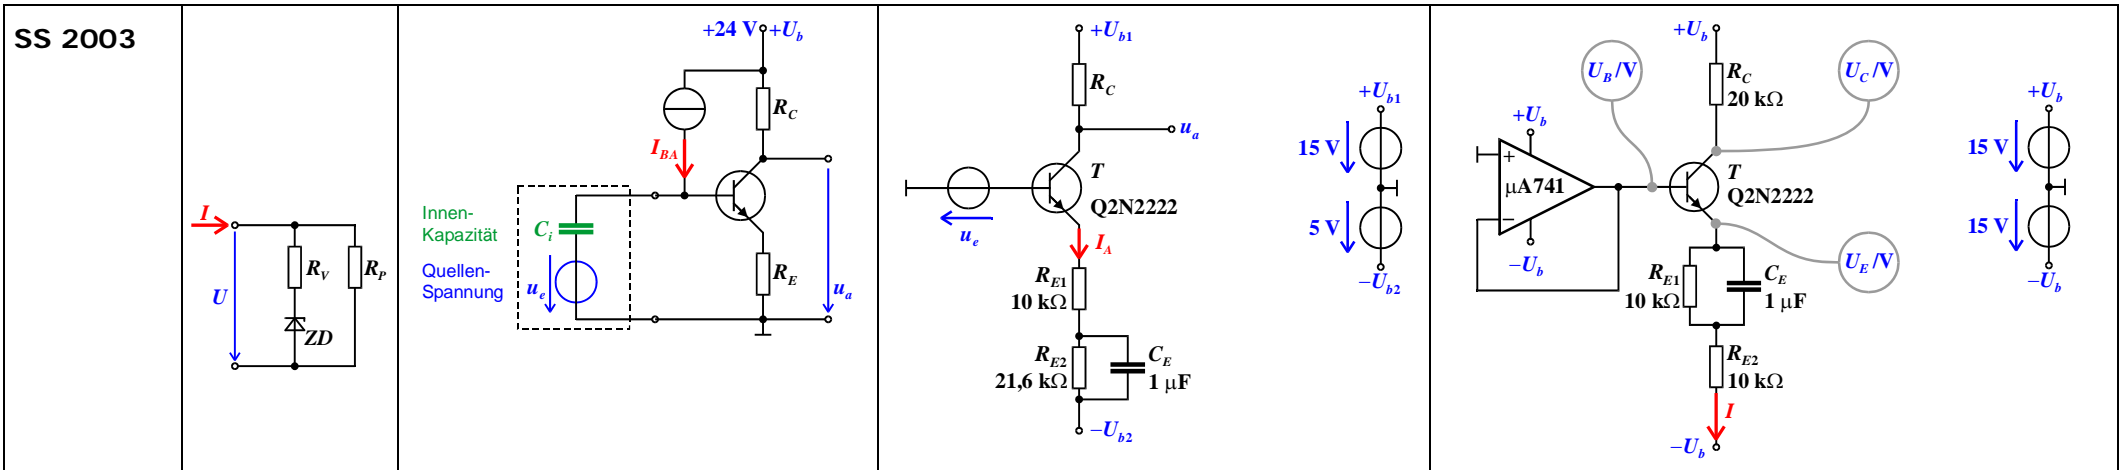 SS 2003
I
U
R_V
R_P
ZD
+24 V
+U_b
R_C
I_BA
Innen-
Kapazität
C_i
Quellen-
Spannung
u_e
R_E
u_a
+U_b1
R_C
u_a
T
Q2N2222
u_e
I_A
R_E1
10 kΩ
R_E2
21,6 kΩ
C_E
1 µF
−U_b2
+U_b1
15 V
5 V
−U_b2
+U_b
U_B/V
R_C
20 kΩ
U_C/V
+U_b
+
µA741
−
−U_b
T
Q2N2222
U_E/V
R_E1
10 kΩ
C_E
1 µF
R_E2
10 kΩ
I
−U_b
+U_b
15 V
15 V
−U_b